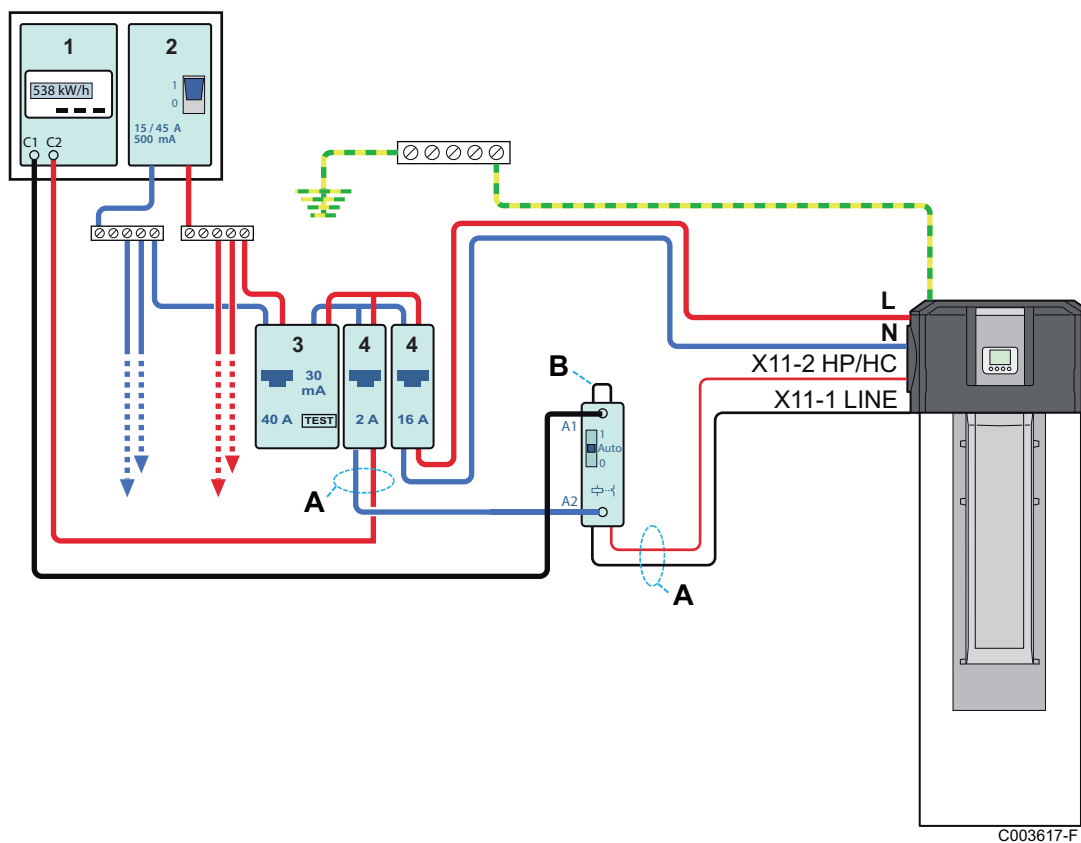 1
2
538 kW/h
1
0
15 / 45 A
500 mA
C1 C2
L
N
X11-2 HP/HC
X11-1 LINE
3
4
4
30
mA
40 A
TEST
2 A
16 A
B
A1
1
Auto
0
A2
A
A
C003617-F